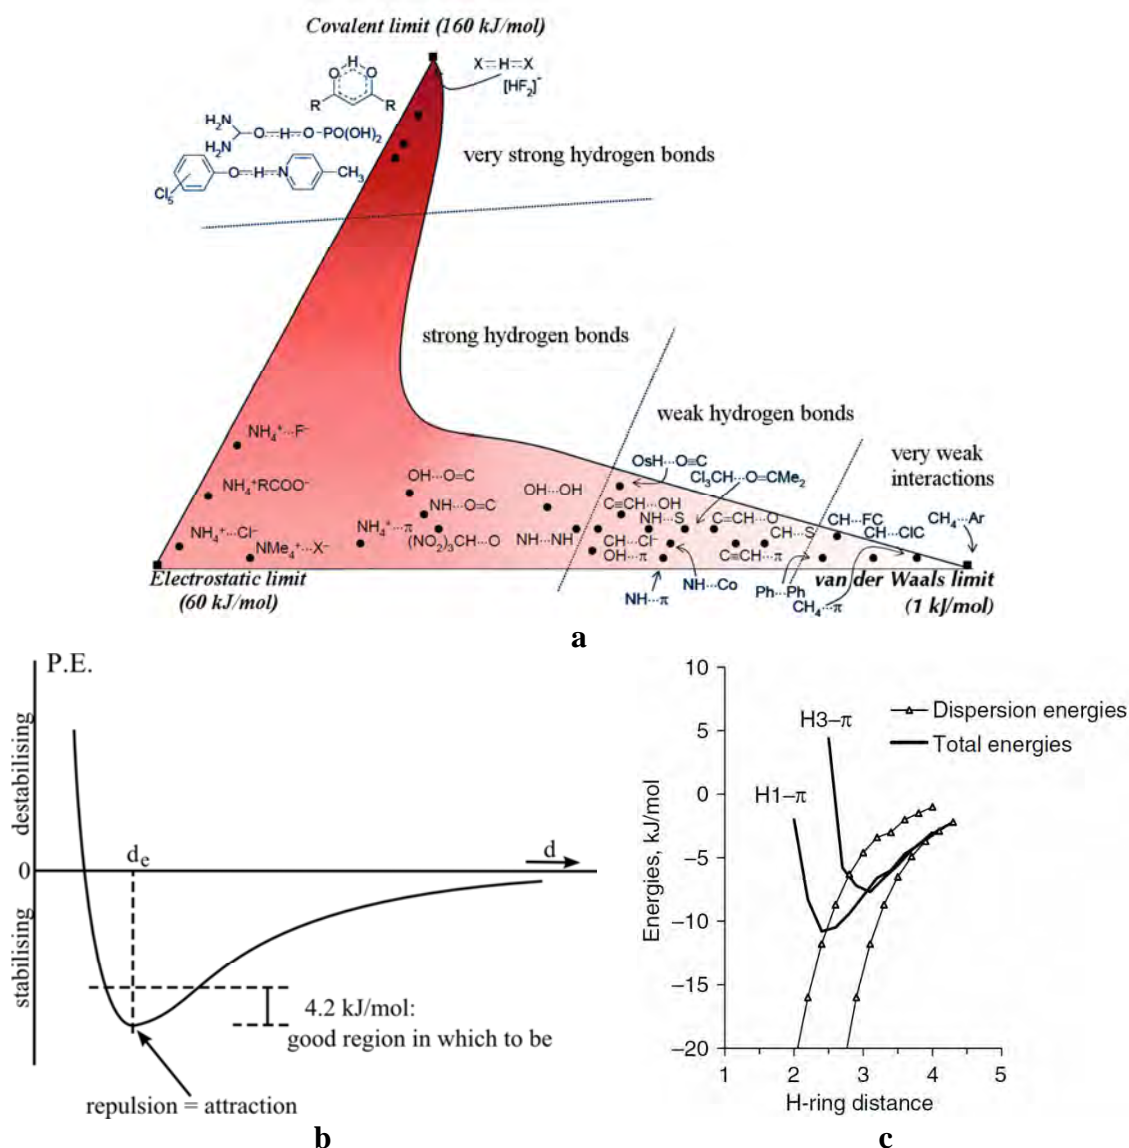 Covalent limit (160 kJ/mol)
O H O
R R
X=H=X
[HF₂]⁻
H₂N
H₂N
O=H=O-PO(OH)₂
Cl₅
O=H=N
CH₃
very strong hydrogen bonds
strong hydrogen bonds
weak hydrogen bonds
very weak
interactions
NH₄⁺···F⁻
NH₄⁺RCOO⁻
NH₄⁺···Cl⁻
NMe₄⁺···X⁻
NH₄⁺···π
OH···O=C
NH···O=C
(NO₂)₃CH···O
OH···OH
NH···NH
OsH···O≡C
Cl₃CH···O=CMe₂
C≡CH···OH
NH···S
CH···Cl⁻
OH···π
C=CH···O
C≡CH···π
CH···S
CH···FC
CH···ClC
CH₄···Ar
NH···π
NH···Co
Ph···Ph
CH₄···π
Electrostatic limit
(60 kJ/mol)
van der Waals limit
(1 kJ/mol)
a
P.E.
destabilising
0
stabilising
dₑ
d
4.2 kJ/mol:
good region in which to be
repulsion = attraction
b
10
5
0
−5
−10
−15
−20
Energies, kJ/mol
H3–π
H1–π
Dispersion energies
Total energies
1 2 3 4 5
H-ring distance
c